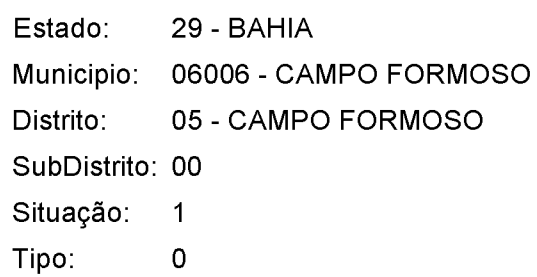 Estado: 29 - BAHIA
Municipio: 06006 - CAMPO FORMOSO
Distrito: 05 - CAMPO FORMOSO
SubDistrito: 00
Situação: 1
Tipo: 0